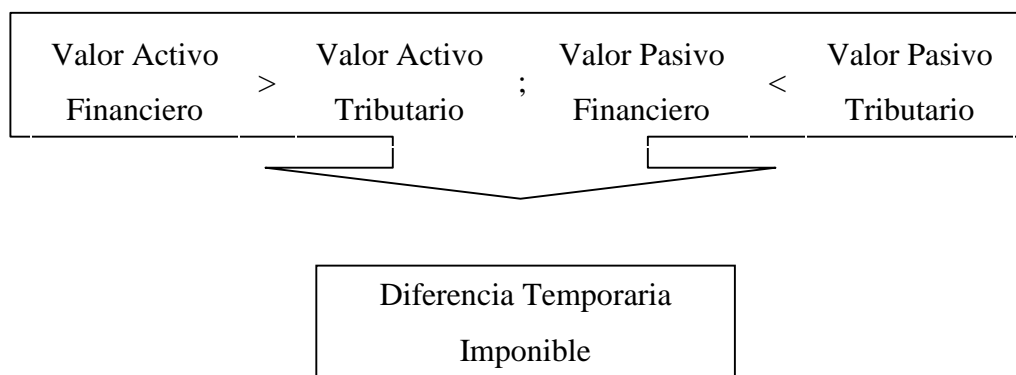 Valor Activo Valor Activo Valor Pasivo Valor Pasivo
> ; <
Financiero Tributario Financiero Tributario
Diferencia Temporaria
Imponible